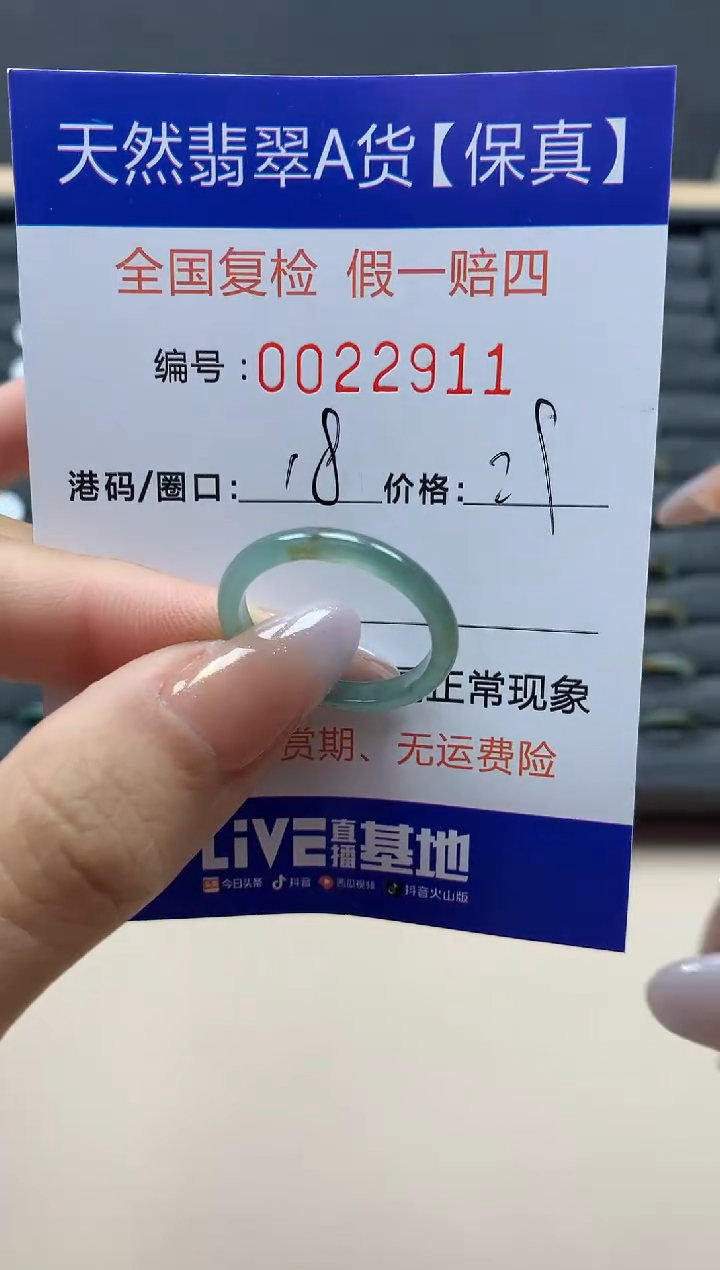 天然翡翠A货【保真】
全国复检 假一赔四
编号:0022911
港码/圈口: 18 价格:
正常现象
赏期、无运费险
LiVE直播基地
今日头条 抖音 西瓜视频 抖音火山版